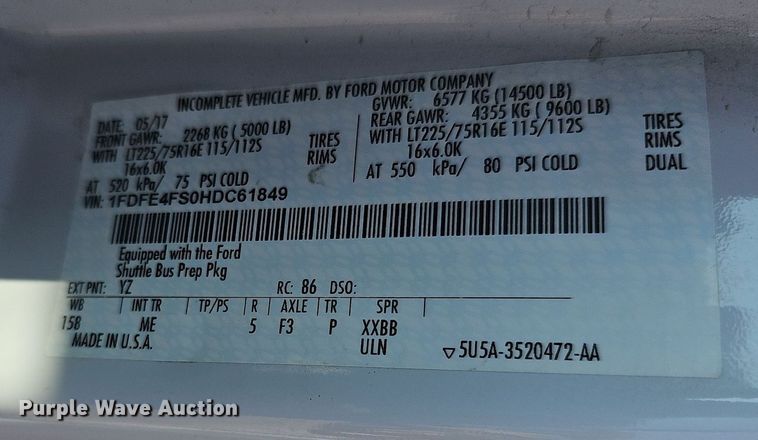 INCOMPLETE VEHICLE MFD. BY FORD MOTOR COMPANY
DATE: 05/17 GVWR: 6577 KG (14500 LB)
FRONT GAWR: 2268 KG ( 5000 LB) REAR GAWR: 4355 KG ( 9600 LB)
WITH LT225/75R16E 115/112S TIRES WITH LT225/75R16E 115/112S TIRES
16x6.0K RIMS 16x6.0K RIMS
AT 520 kPa/ 75 PSI COLD AT 550 kPa/ 80 PSI COLD DUAL
VIN: 1FDFE4FS0HDC61849
Equipped with the Ford
Shuttle Bus Prep Pkg
EXT PNT: YZ RC: 86 DSO:
WB INT TR TP/PS R AXLE TR SPR
158 ME 5 F3 P XXBB
MADE IN U.S.A. ULN ▽5U5A-3520472-AA
Purple Wave Auction